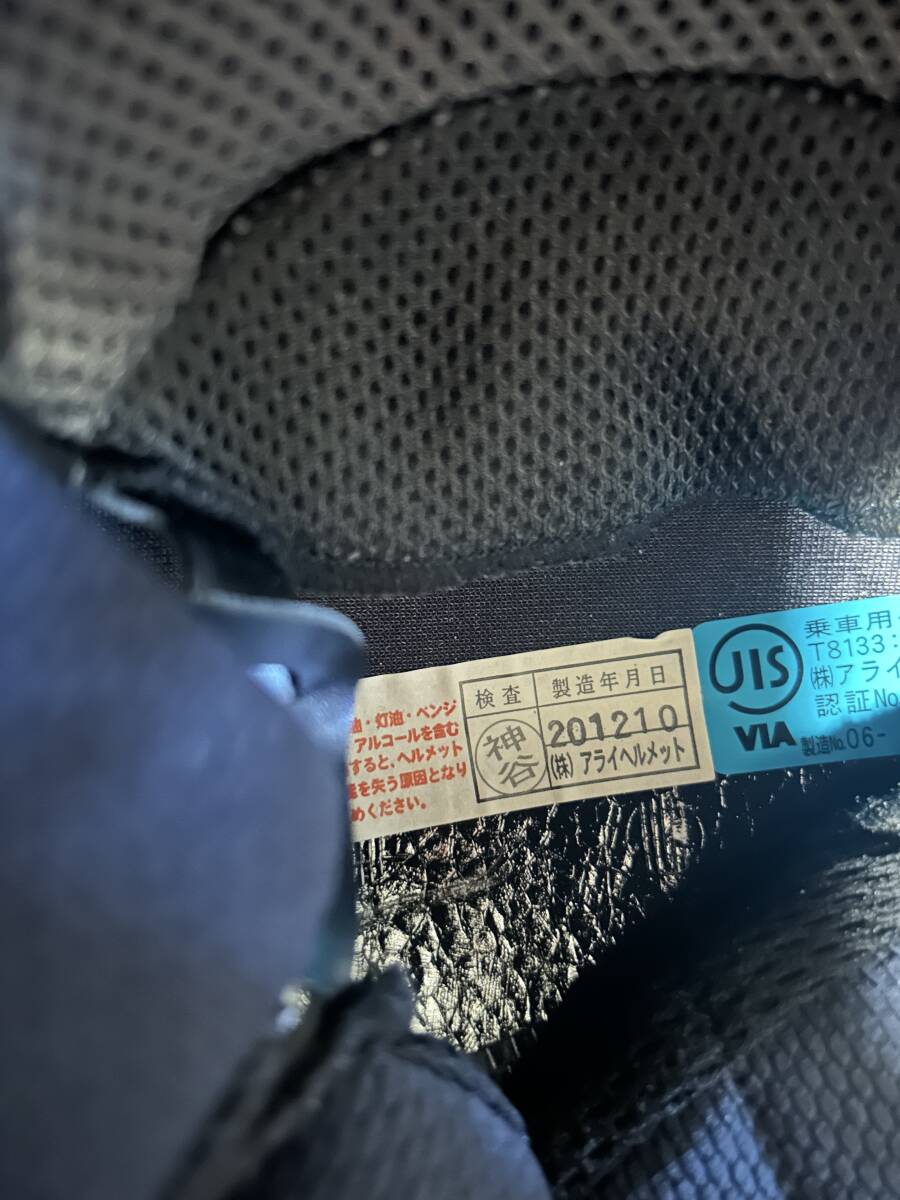 油・灯油・ベンジ
アルコールを含む
すると、ヘルメット
を失う原因となり
めください。
検査
製造年月日
神谷
201210
(株)アライヘルメット
JIS
VIA
乗車用
T8133:
(株)アライ
認証No.
製造No.06-